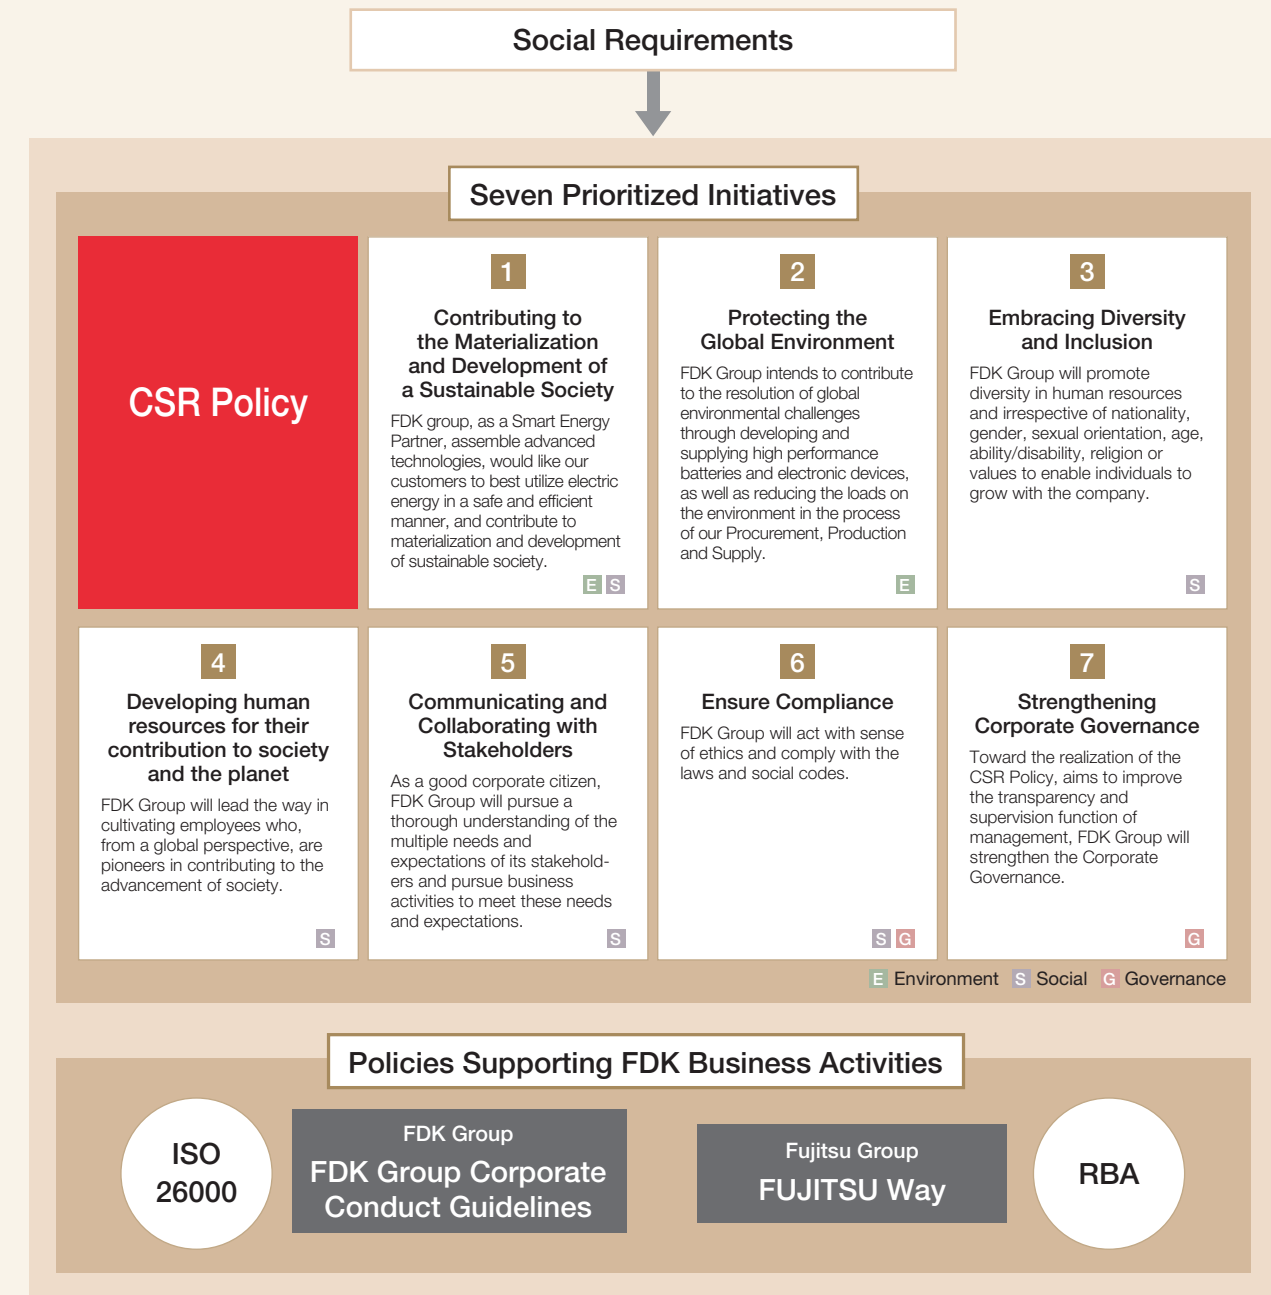 Social Requirements
Seven Prioritized Initiatives
CSR Policy
1
Contributing to
the Materialization
and Development of
a Sustainable Society
FDK group, as a Smart Energy
Partner, assemble advanced
technologies, would like our
customers to best utilize electric
energy in a safe and efficient
manner, and contribute to
materialization and development
of sustainable society.
E S
2
Protecting the
Global Environment
FDK Group intends to contribute
to the resolution of global
environmental challenges
through developing and
supplying high performance
batteries and electronic devices,
as well as reducing the loads on
the environment in the process
of our Procurement, Production
and Supply.
E
3
Embracing Diversity
and Inclusion
FDK Group will promote
diversity in human resources
and irrespective of nationality,
gender, sexual orientation, age,
ability/disability, religion or
values to enable individuals to
grow with the company.
S
4
Developing human
resources for their
contribution to society
and the planet
FDK Group will lead the way in
cultivating employees who,
from a global perspective, are
pioneers in contributing to the
advancement of society.
S
5
Communicating and
Collaborating with
Stakeholders
As a good corporate citizen,
FDK Group will pursue a
thorough understanding of the
multiple needs and
expectations of its stakehold-
ers and pursue business
activities to meet these needs
and expectations.
S
6
Ensure Compliance
FDK Group will act with sense
of ethics and comply with the
laws and social codes.
S G
7
Strengthening
Corporate Governance
Toward the realization of the
CSR Policy, aims to improve
the transparency and
supervision function of
management, FDK Group will
strengthen the Corporate
Governance.
G
E Environment S Social G Governance
Policies Supporting FDK Business Activities
ISO
26000
FDK Group
FDK Group Corporate
Conduct Guidelines
Fujitsu Group
FUJITSU Way
RBA